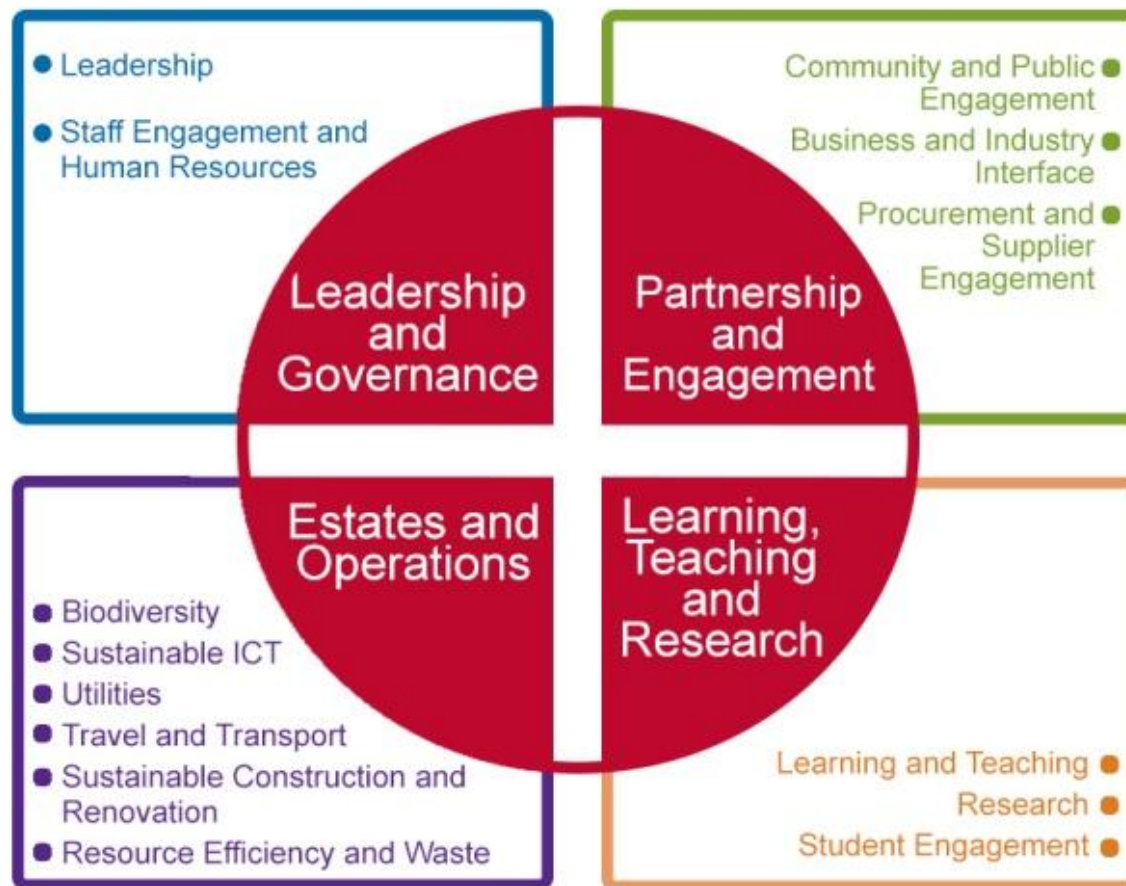 Leadership
Staff Engagement and
Human Resources
Community and Public
Engagement
Business and Industry
Interface
Procurement and
Supplier
Engagement
Leadership
and
Governance
Partnership
and
Engagement
Estates and
Operations
Learning,
Teaching
and
Research
Biodiversity
Sustainable ICT
Utilities
Travel and Transport
Sustainable Construction and
Renovation
Resource Efficiency and Waste
Learning and Teaching
Research
Student Engagement